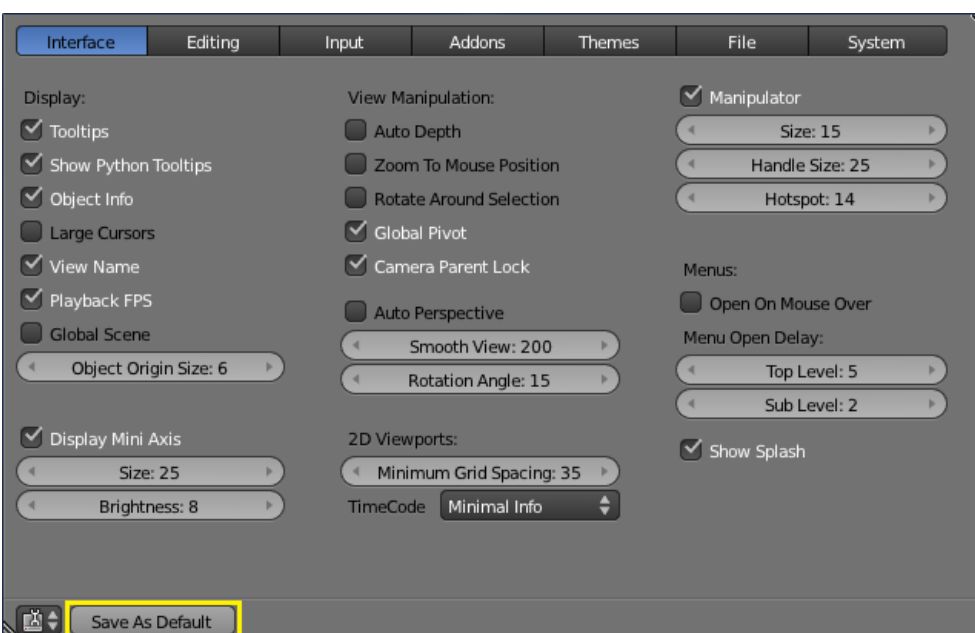 Interface Editing Input Addons Themes File System
Display:
Tooltips
Show Python Tooltips
Object Info
Large Cursors
View Name
Playback FPS
Global Scene
Object Origin Size: 6
Display Mini Axis
Size: 25
Brightness: 8
View Manipulation:
Auto Depth
Zoom To Mouse Position
Rotate Around Selection
Global Pivot
Camera Parent Lock
Auto Perspective
Smooth View: 200
Rotation Angle: 15
2D Viewports:
Minimum Grid Spacing: 35
TimeCode Minimal Info
Manipulator
Size: 15
Handle Size: 25
Hotspot: 14
Menus:
Open On Mouse Over
Menu Open Delay:
Top Level: 5
Sub Level: 2
Show Splash
Save As Default